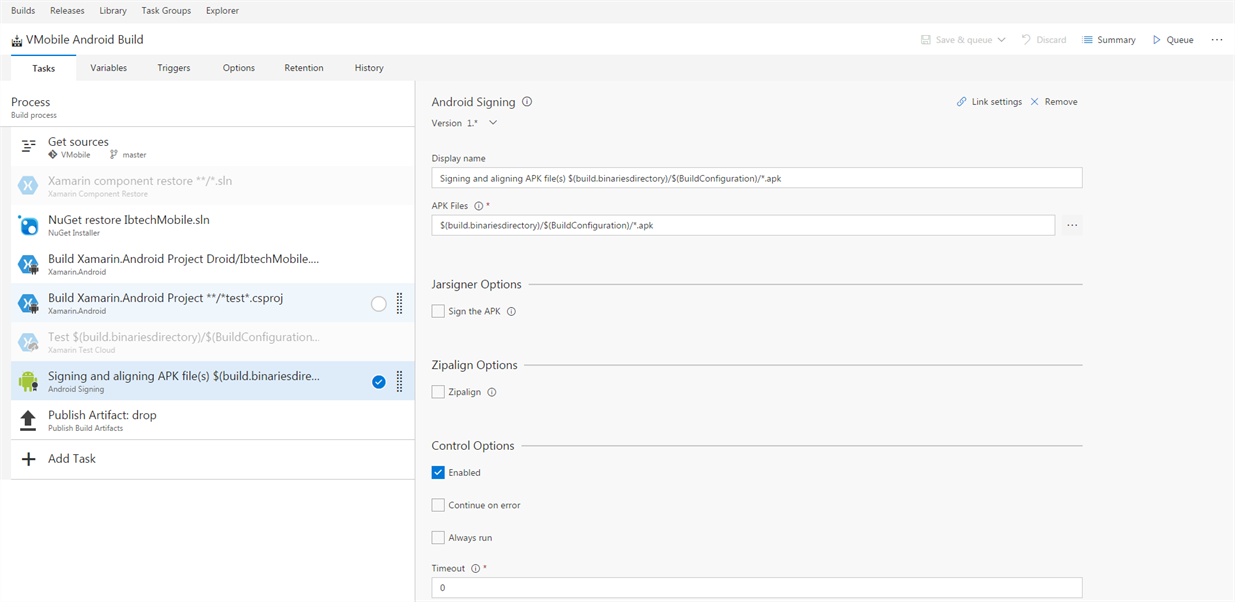 Builds Releases Library Task Groups Explorer
VMobile Android Build
Save & queue Discard Summary Queue ...
Tasks Variables Triggers Options Retention History
Process
Build process
Get sources
VMobile master
Xamarin component restore **/*.sln
Xamarin Component Restore
NuGet restore IbtechMobile.sln
NuGet Installer
Build Xamarin.Android Project Droid/IbtechMobile....
Xamarin.Android
Build Xamarin.Android Project **/*test*.csproj
Xamarin.Android
Test $(build.binariesdirectory)/$(BuildConfiguration...
Xamarin Test Cloud
Signing and aligning APK file(s) $(build.binariesdire...
Android Signing
Publish Artifact: drop
Publish Build Artifacts
Add Task
Android Signing
Link settings Remove
Version 1.*
Display name
Signing and aligning APK file(s) $(build.binariesdirectory)/$(BuildConfiguration)/*.apk
APK Files *
$(build.binariesdirectory)/$(BuildConfiguration)/*.apk
...
Jarsigner Options
Sign the APK
Zipalign Options
Zipalign
Control Options
Enabled
Continue on error
Always run
Timeout *
0